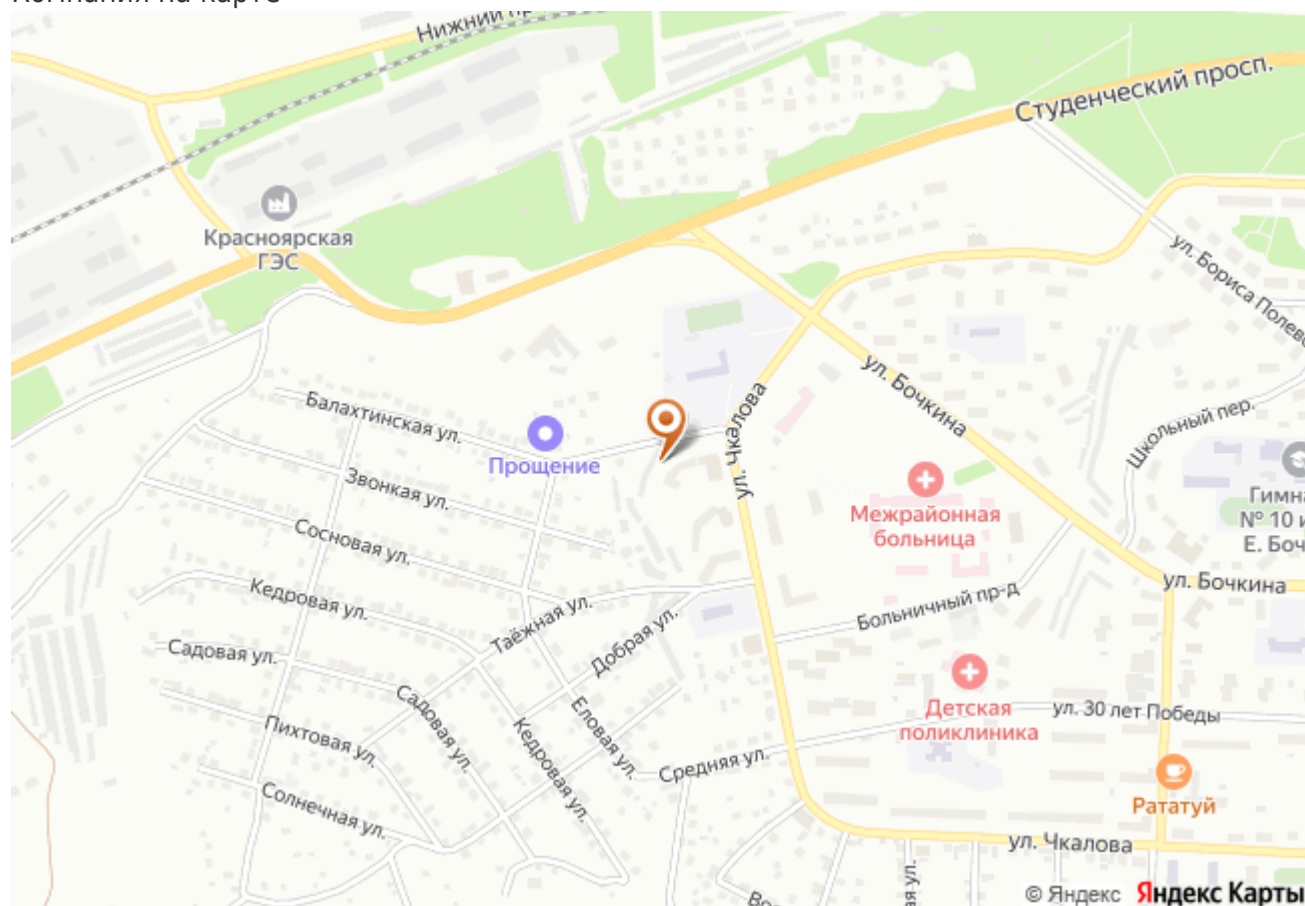 Компания на карте
Нижний пр
Студенческий просп.
Красноярская
ГЭС
ул. Бориса Полево
Балахтинская ул.
Прощение
ул. Чкалова
ул. Бочкина
Школьный пер.
Звонкая ул.
Межрайонная
больница
Гимна
№ 10 и
Е. Боч
Сосновая ул.
Кедровая ул.
Таёжная ул.
Добрая ул.
Больничный пр-д
ул. Бочкина
Садовая ул.
Садовая ул.
Пихтовая ул.
Кедровая ул.
Еловая ул.
Детская
поликлиника
ул. 30 лет Победы
Средняя ул.
Солнечная ул.
Рататуй
ул. Чкалова
© Яндекс Яндекс Карты